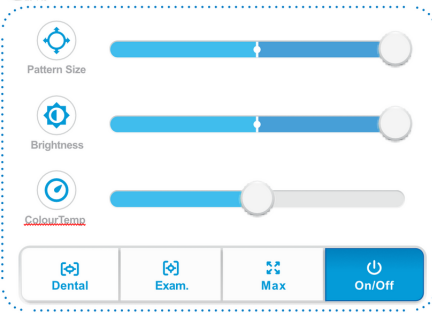 Pattern Size
Brightness
ColourTemp
Dental
Exam.
Max
On/Off